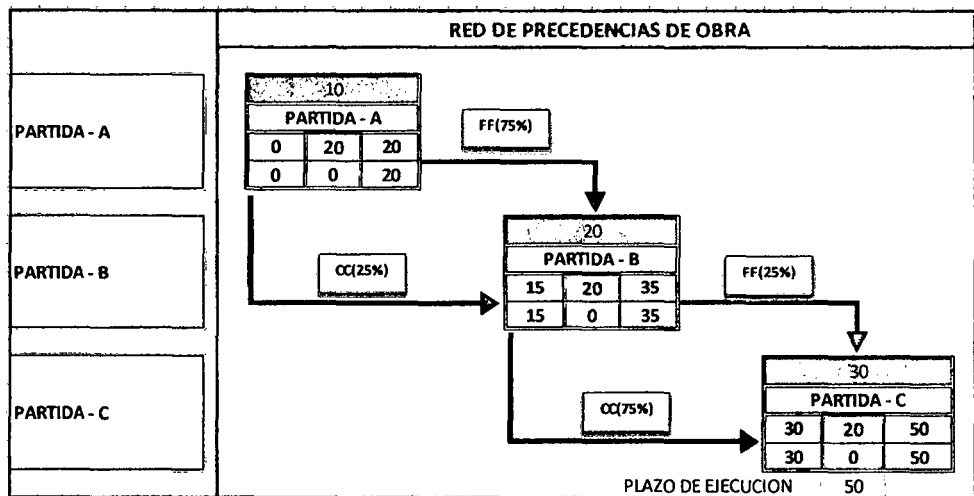 RED DE PRECEDENCIAS DE OBRA
PARTIDA - A
10
PARTIDA - A
0 20 20
0 0 20
FF(75%)
PARTIDA - B
CC(25%)
20
PARTIDA - B
15 20 35
15 0 35
FF(25%)
PARTIDA - C
CC(75%)
30
PARTIDA - C
30 20 50
30 0 50
PLAZO DE EJECUCION 50